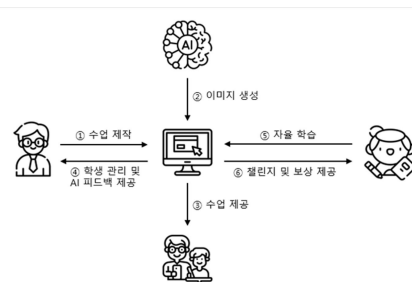 AI
② 이미지 생성
① 수업 제작
⑤ 자율 학습
④ 학생 관리 및
AI 피드백 제공
⑥ 챌린지 및 보상 제공
③ 수업 제공